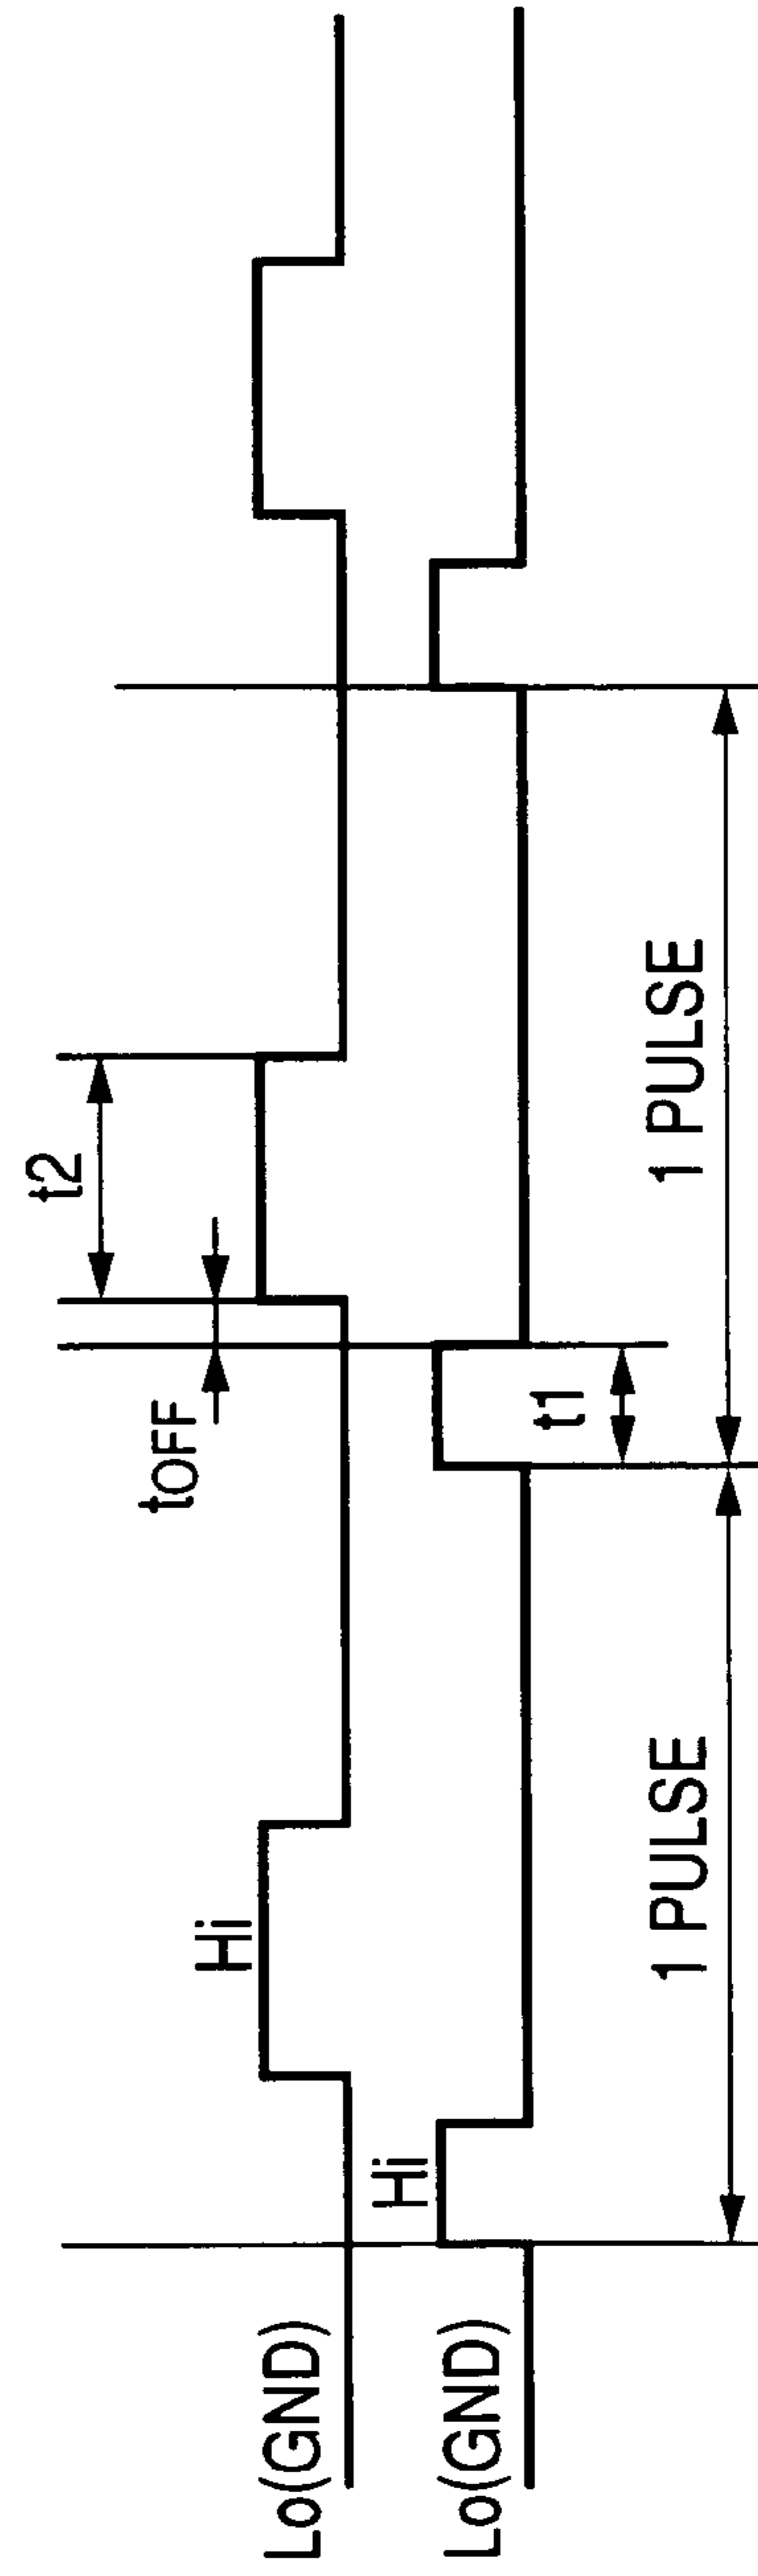 t2
tOFF
Hi
Lo(GND)
Hi
Lo(GND)
t1
1 PULSE
1 PULSE